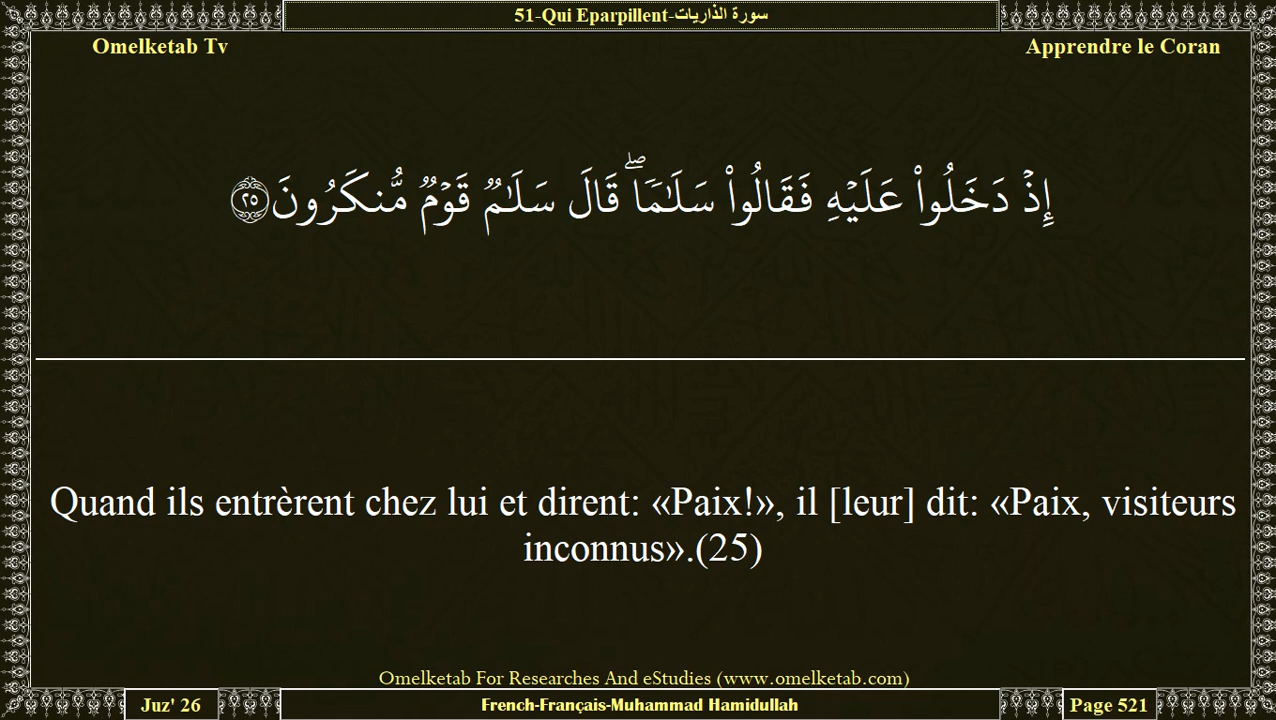 51-Qui Eparpillent-سورة الذاريات
Omelketab Tv
Apprendre le Coran
إِذْ دَخَلُوا۟ عَلَيْهِ فَقَالُوا۟ سَلَـٰمًۭا ۖ قَالَ سَلَـٰمٌۭ قَوْمٌۭ مُّنكَرُونَ ٢٥
Quand ils entrèrent chez lui et dirent: «Paix!», il [leur] dit: «Paix, visiteurs
inconnus».(25)
Omelketab For Researches And eStudies (www.omelketab.com)
Juz' 26
French-Français-Muhammad Hamidullah
Page 521